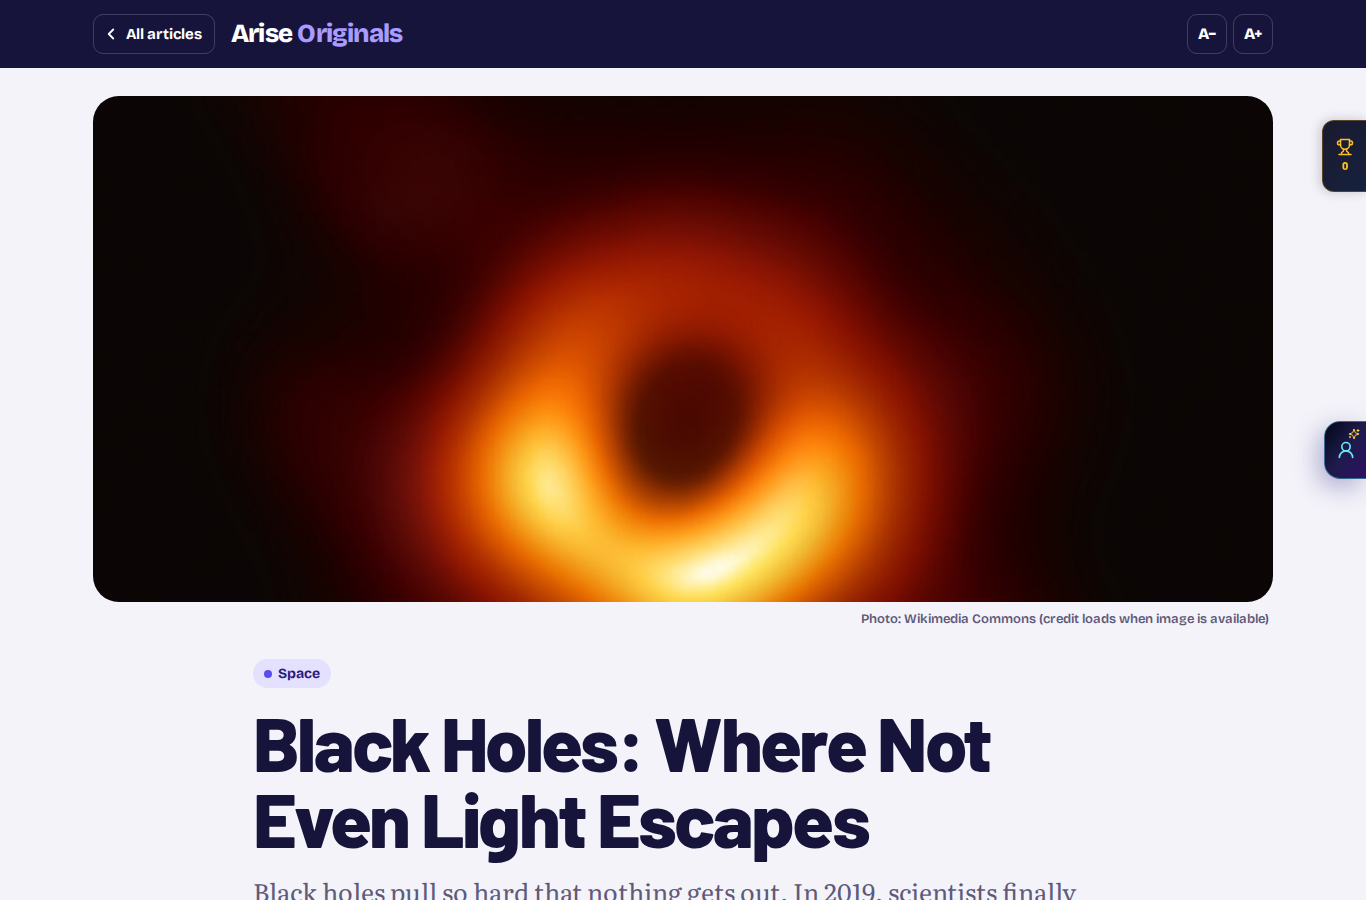 All articles
Arise Originals
A−
A+
0
Photo: Wikimedia Commons (credit loads when image is available)
Space
Black Holes: Where Not
Even Light Escapes
Black holes pull so hard that nothing gets out. In 2019, scientists finally